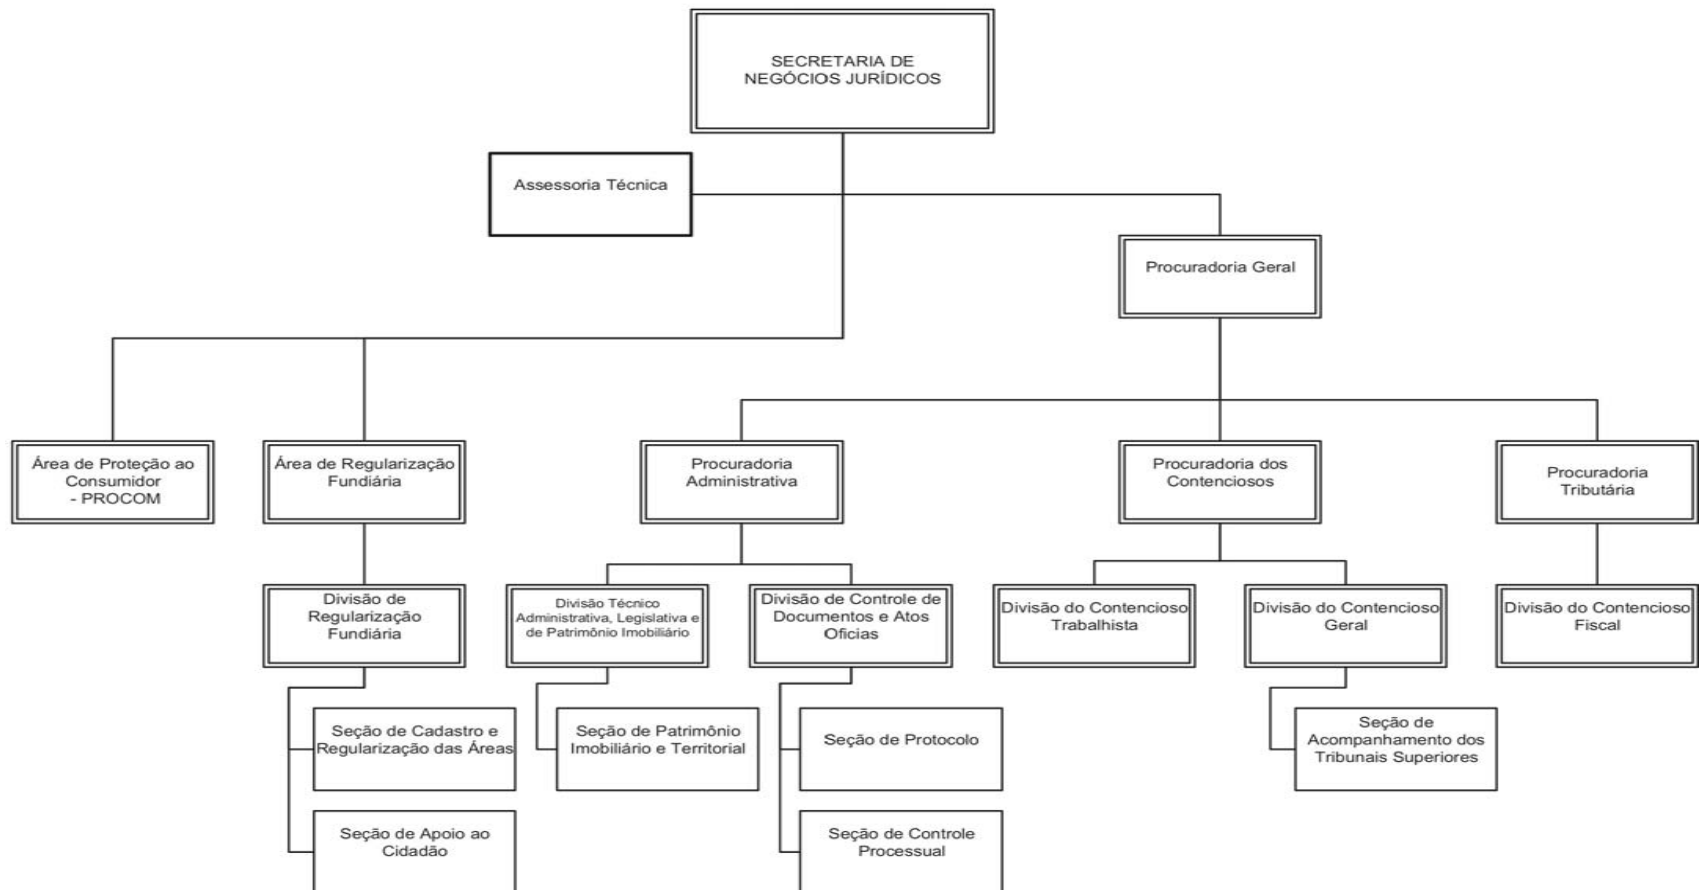 SECRETARIA DE
NEGÓCIOS JURÍDICOS
Assessoria Técnica
Procuradoria Geral
Área de Proteção ao
Consumidor
- PROCOM
Área de Regularização
Fundiária
Procuradoria
Administrativa
Procuradoria dos
Contenciosos
Procuradoria
Tributária
Divisão de
Regularização
Fundiária
Divisão Técnico
Administrativa, Legislativa e
de Patrimônio Imobiliário
Divisão de Controle de
Documentos e Atos
Oficias
Divisão do Contencioso
Trabalhista
Divisão do Contencioso
Geral
Divisão do Contencioso
Fiscal
Seção de Cadastro e
Regularização das Áreas
Seção de Patrimônio
Imobiliário e Territorial
Seção de Protocolo
Seção de
Acompanhamento dos
Tribunais Superiores
Seção de Apoio ao
Cidadão
Seção de Controle
Processual